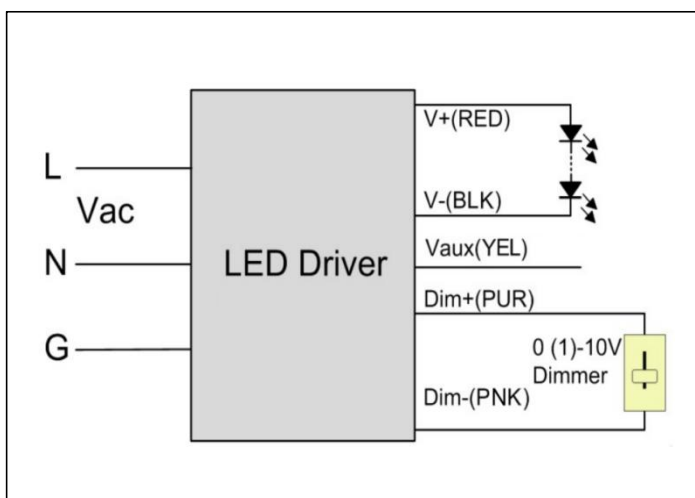 L
Vac
N
G
LED Driver
V+(RED)
V-(BLK)
Vaux(YEL)
Dim+(PUR)
0 (1)-10V
Dimmer
Dim-(PNK)